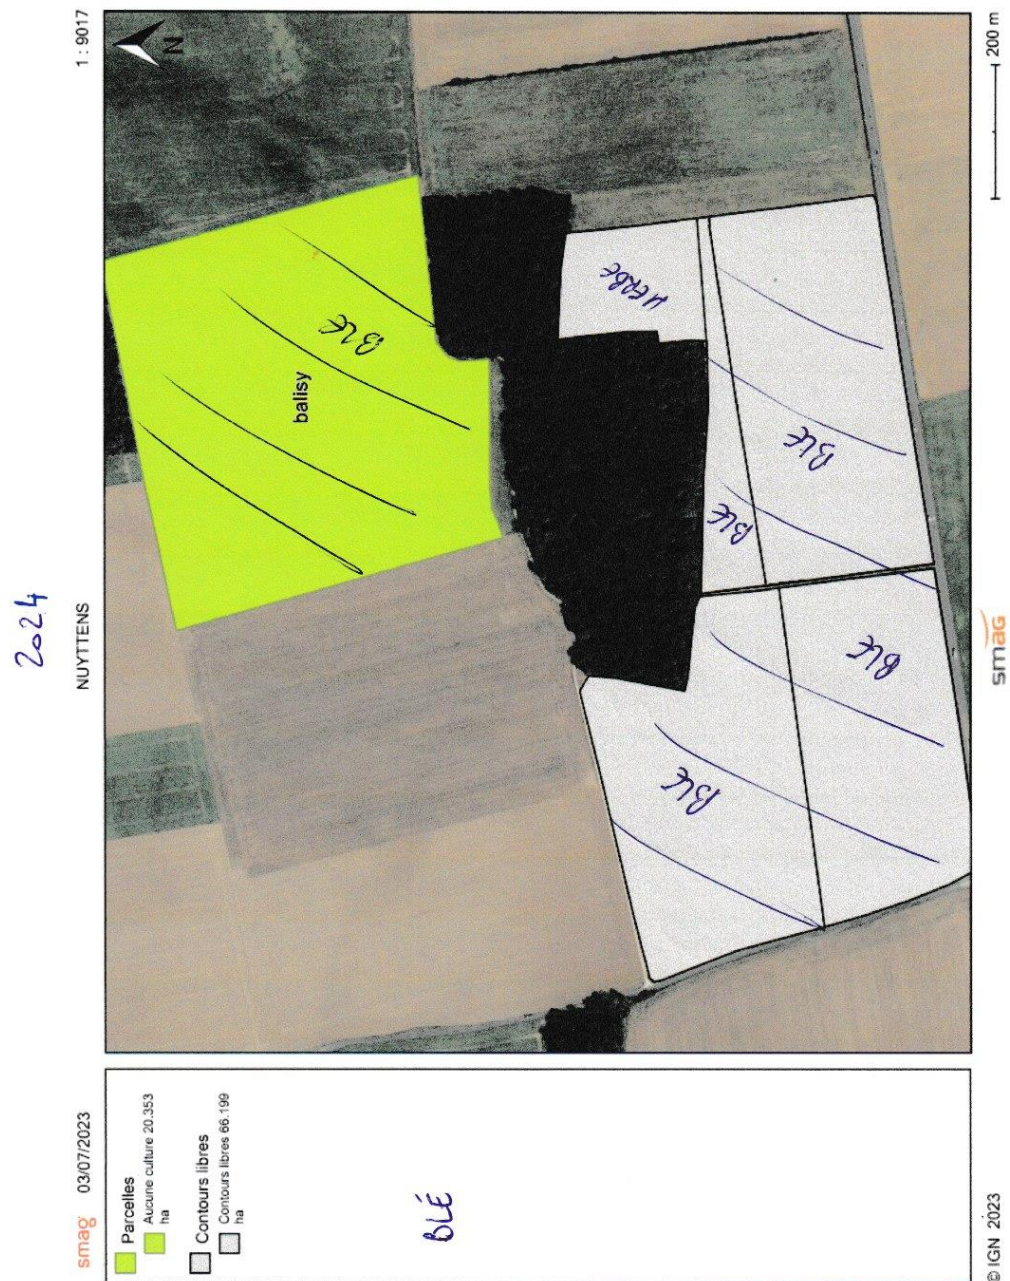 2024
smag 03/07/2023
NUYTTENS
1 : 9017
Parcelles
Aucune culture 20.353
ha
Contours libres
Contours libres 66.199
ha
BLÉ
N
balisy
BLÉ
HERBE
BLÉ
BLÉ
BLÉ
BLÉ
© IGN 2023
smag
200 m